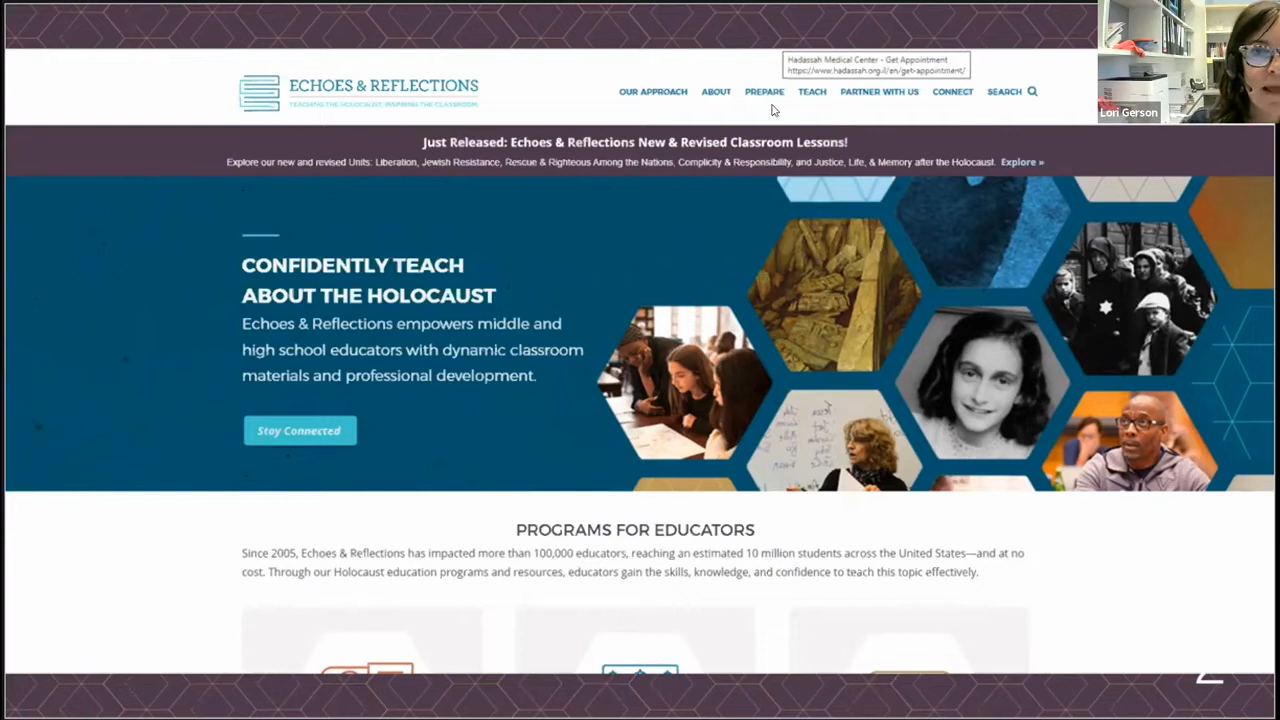 Hadassah Medical Center - Get Appointment
https://www.hadassah.org.il/en/get-appointment/
ECHOES & REFLECTIONS
TEACHING THE HOLOCAUST, INSPIRING THE CLASSROOM.
OUR APPROACH ABOUT PREPARE TEACH PARTNER WITH US CONNECT SEARCH
Lori Gerson
Just Released: Echoes & Reflections New & Revised Classroom Lessons!
Explore our new and revised Units: Liberation, Jewish Resistance, Rescue & Righteous Among the Nations, Complicity & Responsibility, and Justice, Life, & Memory after the Holocaust. Explore »
CONFIDENTLY TEACH
ABOUT THE HOLOCAUST
Echoes & Reflections empowers middle and
high school educators with dynamic classroom
materials and professional development.
Stay Connected
PROGRAMS FOR EDUCATORS
Since 2005, Echoes & Reflections has impacted more than 100,000 educators, reaching an estimated 10 million students across the United States—and at no
cost. Through our Holocaust education programs and resources, educators gain the skills, knowledge, and confidence to teach this topic effectively.